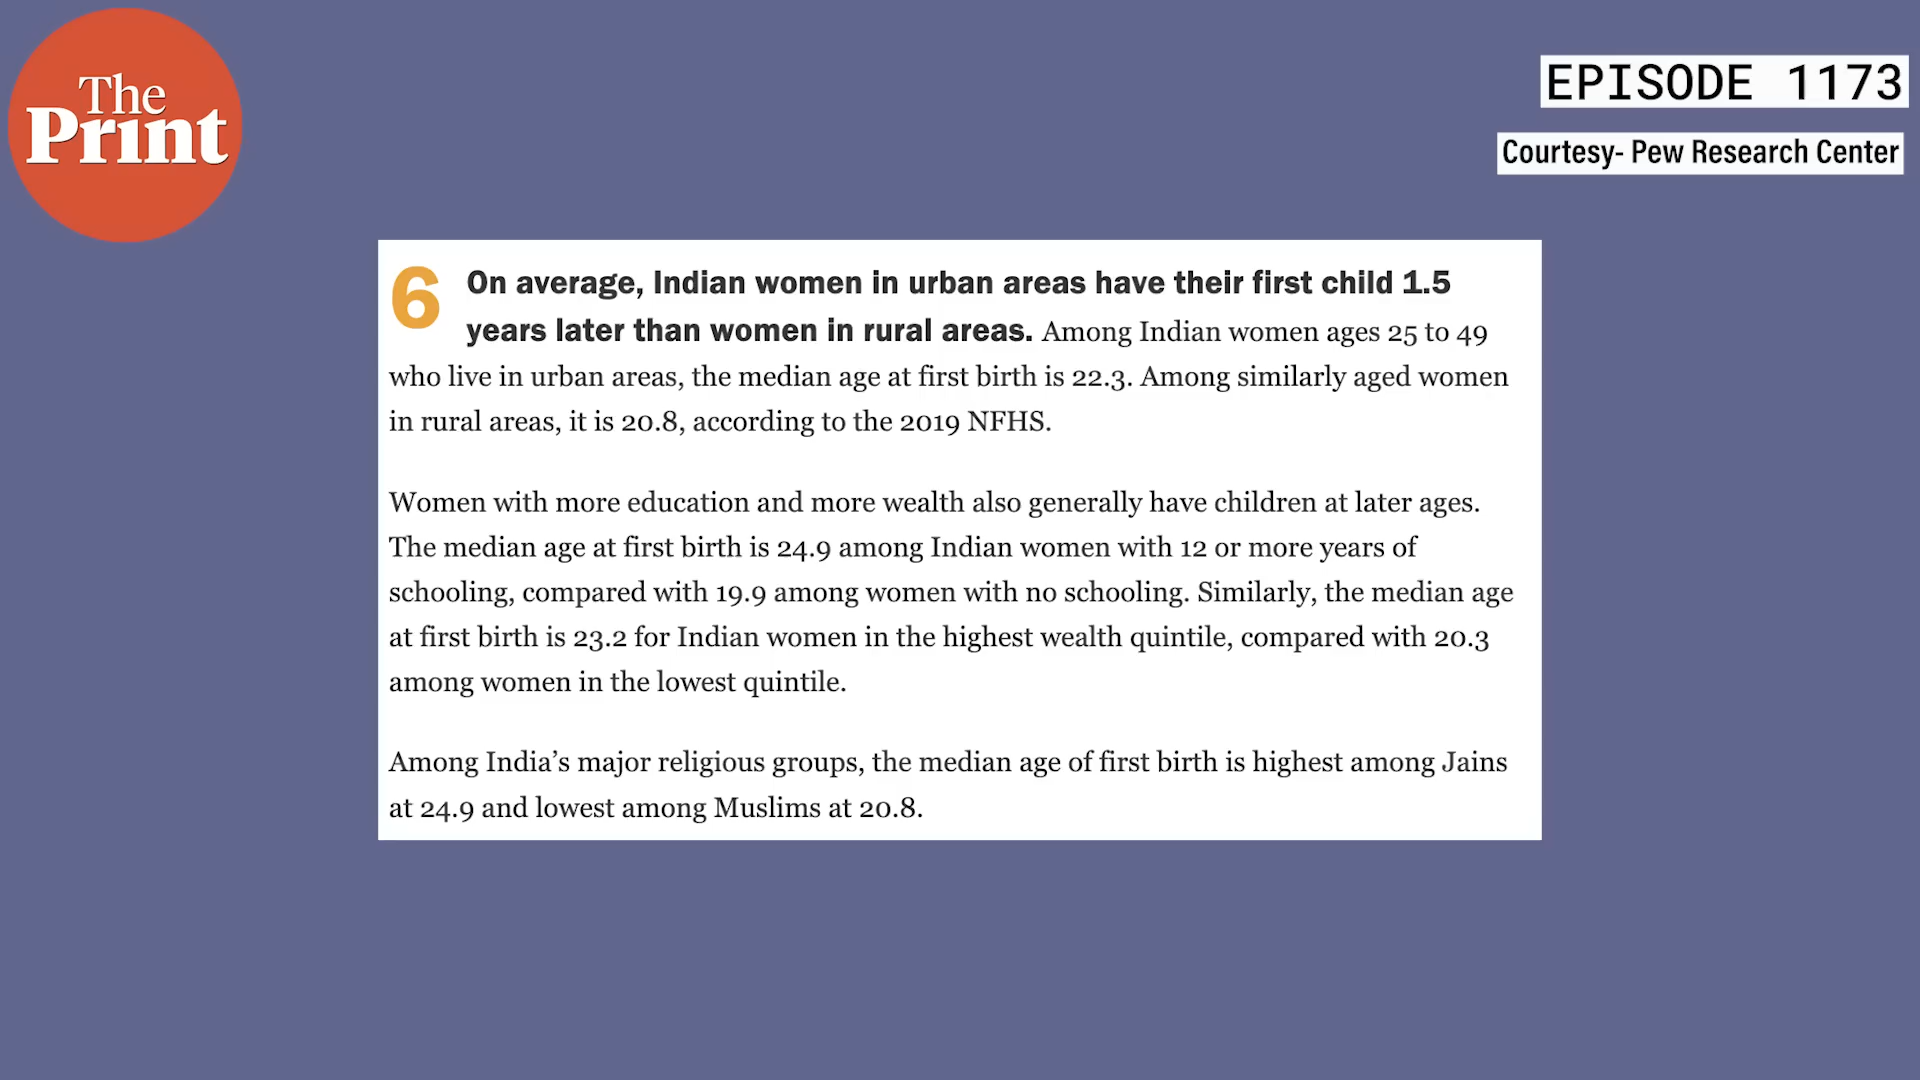 The
Print
EPISODE 1173
Courtesy- Pew Research Center
6 On average, Indian women in urban areas have their first child 1.5
years later than women in rural areas. Among Indian women ages 25 to 49
who live in urban areas, the median age at first birth is 22.3. Among similarly aged women
in rural areas, it is 20.8, according to the 2019 NFHS.
Women with more education and more wealth also generally have children at later ages.
The median age at first birth is 24.9 among Indian women with 12 or more years of
schooling, compared with 19.9 among women with no schooling. Similarly, the median age
at first birth is 23.2 for Indian women in the highest wealth quintile, compared with 20.3
among women in the lowest quintile.
Among India’s major religious groups, the median age of first birth is highest among Jains
at 24.9 and lowest among Muslims at 20.8.